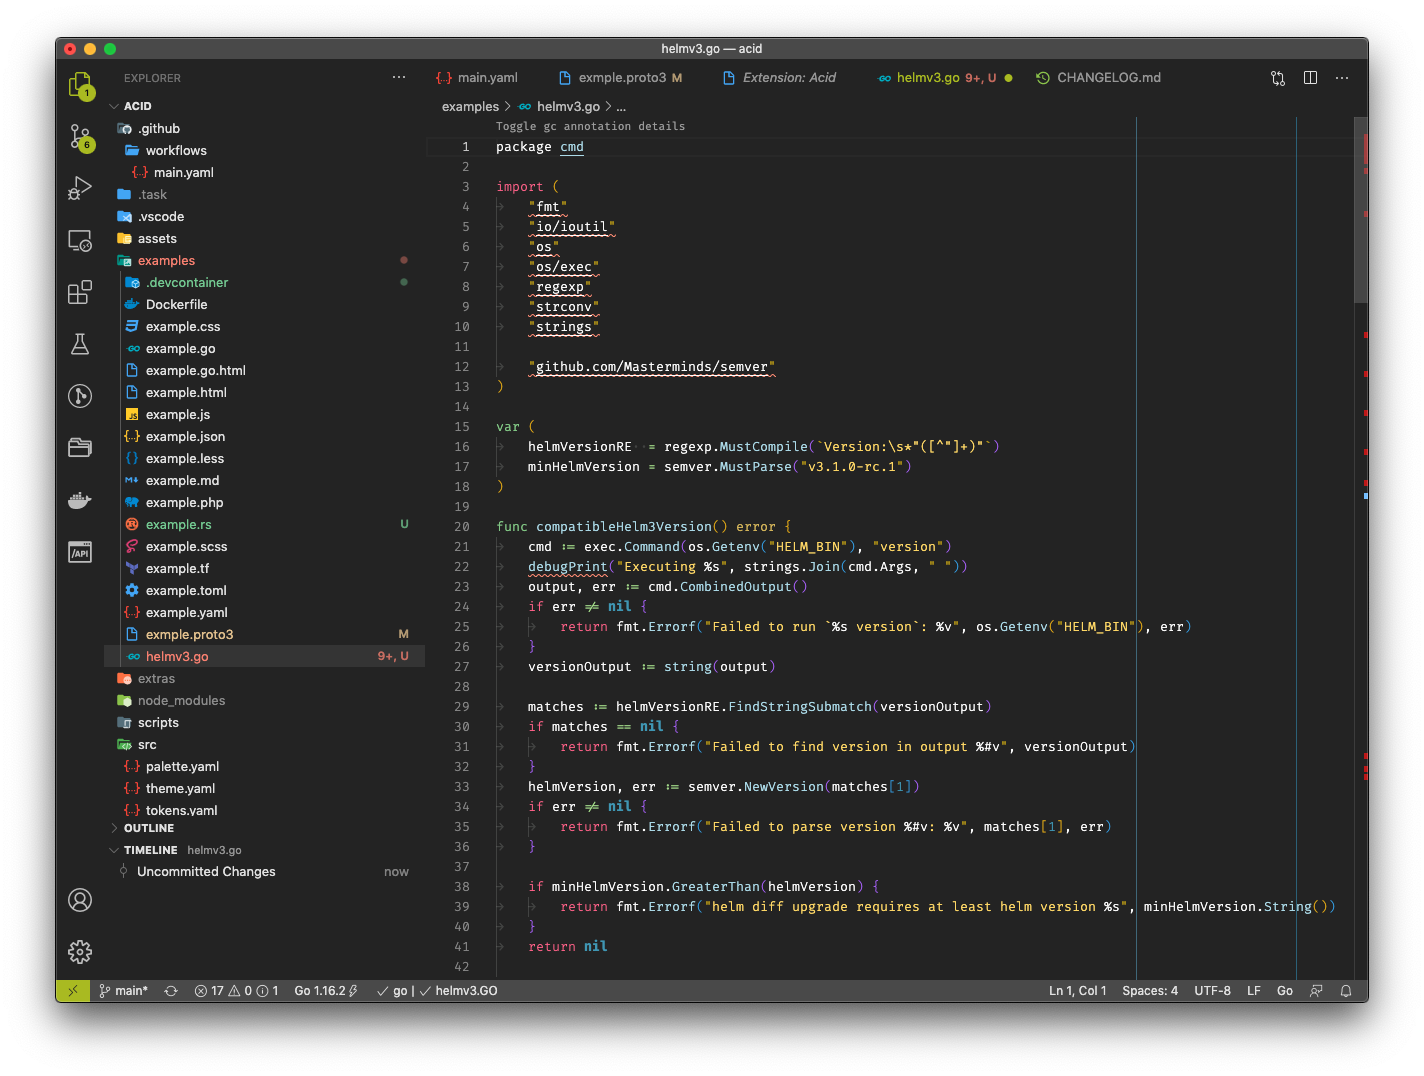 helmv3.go — acid
EXPLORER
main.yaml
exmple.proto3 M
Extension: Acid
helmv3.go 9+, U
CHANGELOG.md
1
6
/API
ACID
.github
workflows
main.yaml
.task
.vscode
assets
examples
.devcontainer
Dockerfile
example.css
example.go
example.go.html
example.html
example.js
example.json
example.less
example.md
example.php
example.rs U
example.scss
example.tf
example.toml
example.yaml
exmple.proto3 M
helmv3.go 9+, U
extras
node_modules
scripts
src
palette.yaml
theme.yaml
tokens.yaml
OUTLINE
TIMELINE helmv3.go
Uncommitted Changes now
examples > helmv3.go > ...
Toggle gc annotation details
1 package cmd
2
3 import (
4 "fmt"
5 "io/ioutil"
6 "os"
7 "os/exec"
8 "regexp"
9 "strconv"
10 "strings"
11
12 "github.com/Masterminds/semver"
13 )
14
15 var (
16 helmVersionRE = regexp.MustCompile(`Version:\s*"([^"]+)"`)
17 minHelmVersion = semver.MustParse("v3.1.0-rc.1")
18 )
19
20 func compatibleHelm3Version() error {
21 cmd := exec.Command(os.Getenv("HELM_BIN"), "version")
22 debugPrint("Executing %s", strings.Join(cmd.Args, " "))
23 output, err := cmd.CombinedOutput()
24 if err ≠ nil {
25 return fmt.Errorf("Failed to run `%s version`: %v", os.Getenv("HELM_BIN"), err)
26 }
27 versionOutput := string(output)
28
29 matches := helmVersionRE.FindStringSubmatch(versionOutput)
30 if matches == nil {
31 return fmt.Errorf("Failed to find version in output %#v", versionOutput)
32 }
33 helmVersion, err := semver.NewVersion(matches[1])
34 if err ≠ nil {
35 return fmt.Errorf("Failed to parse version %#v: %v", matches[1], err)
36 }
37
38 if minHelmVersion.GreaterThan(helmVersion) {
39 return fmt.Errorf("helm diff upgrade requires at least helm version %s", minHelmVersion.String())
40 }
41 return nil
42
main* 17 0 1 Go 1.16.2 go | helmv3.GO
Ln 1, Col 1 Spaces: 4 UTF-8 LF Go